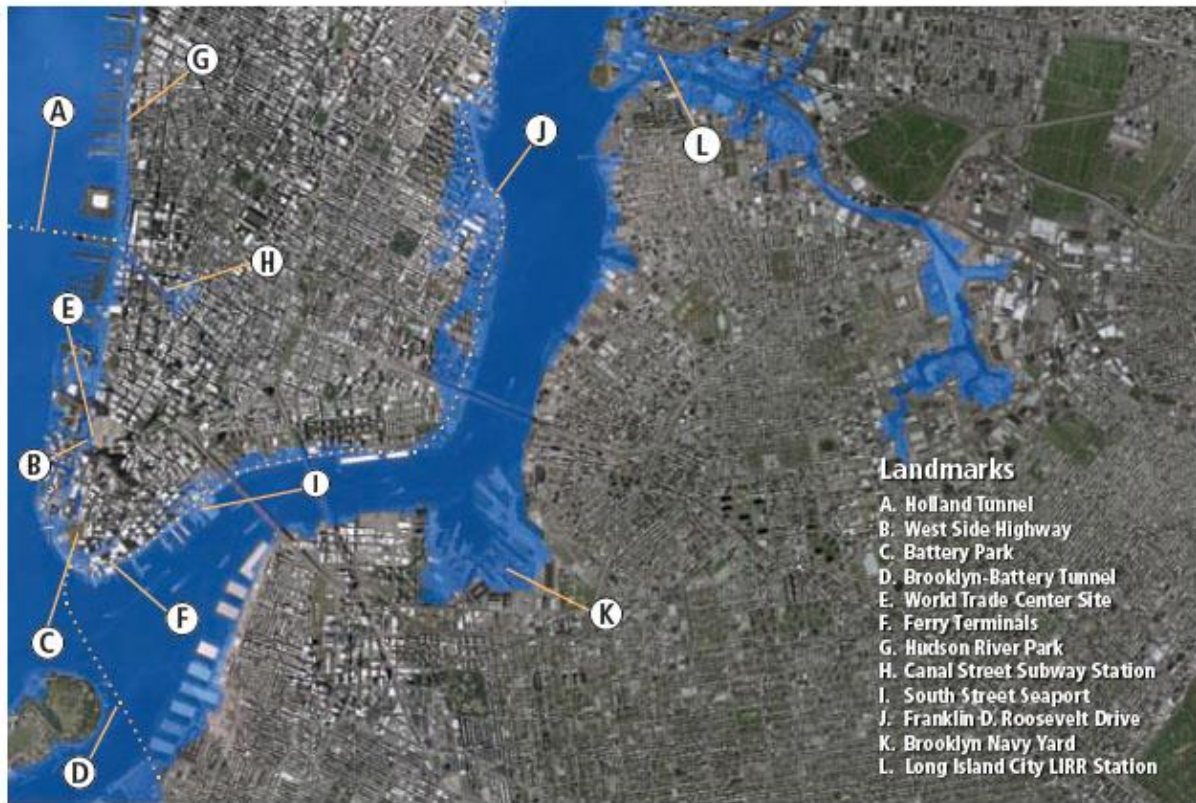 G
A
J
L
H
E
B
I
K
F
C
D
Landmarks
A. Holland Tunnel
B. West Side Highway
C. Battery Park
D. Brooklyn-Battery Tunnel
E. World Trade Center Site
F. Ferry Terminals
G. Hudson River Park
H. Canal Street Subway Station
I. South Street Seaport
J. Franklin D. Roosevelt Drive
K. Brooklyn Navy Yard
L. Long Island City LIRR Station